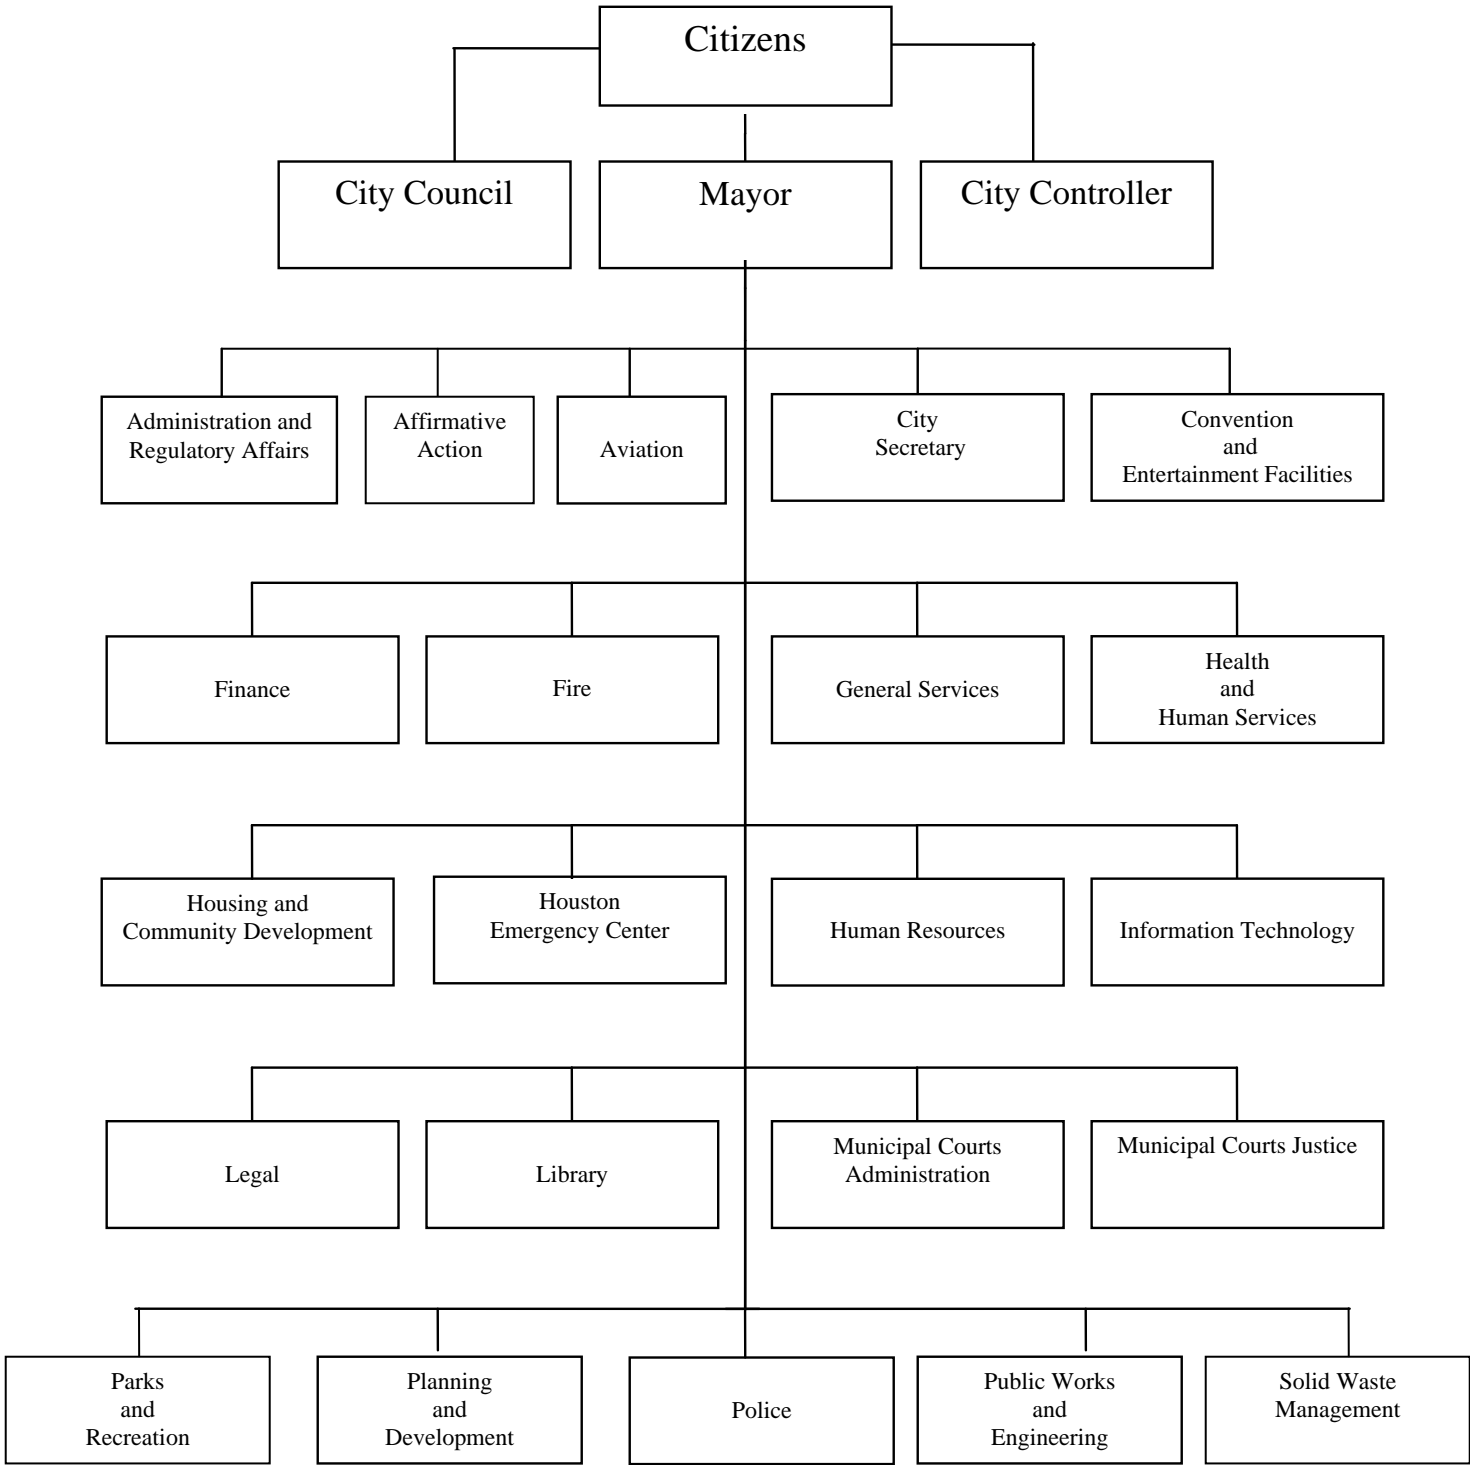 Citizens
City Council
Mayor
City Controller
Administration and
Regulatory Affairs
Affirmative
Action
Aviation
City
Secretary
Convention
and
Entertainment Facilities
Finance
Fire
General Services
Health
and
Human Services
Housing and
Community Development
Houston
Emergency Center
Human Resources
Information Technology
Legal
Library
Municipal Courts
Administration
Municipal Courts Justice
Parks
and
Recreation
Planning
and
Development
Police
Public Works
and
Engineering
Solid Waste
Management